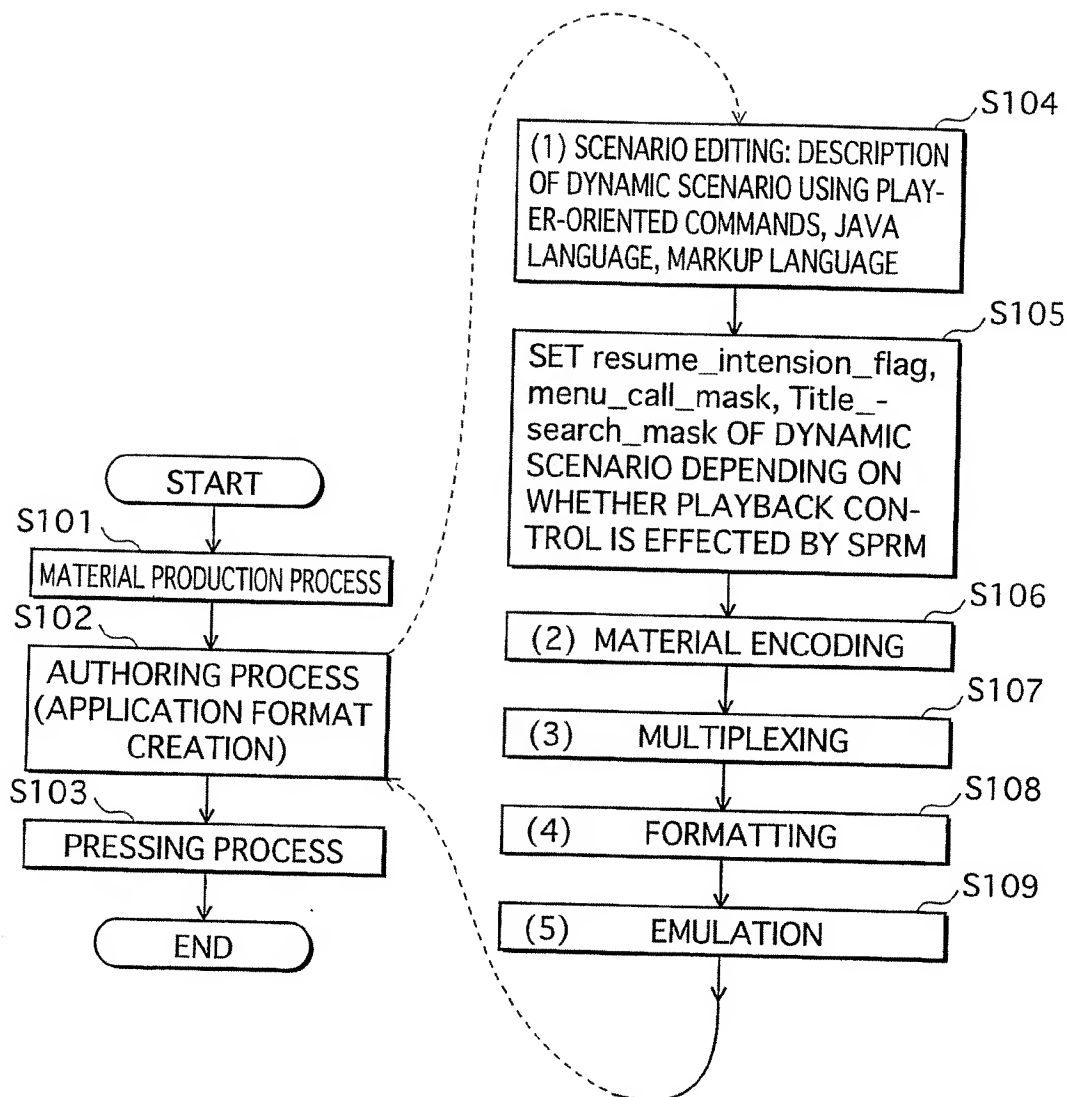 START
S101
MATERIAL PRODUCTION PROCESS
S102
AUTHORING PROCESS
(APPLICATION FORMAT
CREATION)
S103
PRESSING PROCESS
END
S104
(1) SCENARIO EDITING: DESCRIPTION
OF DYNAMIC SCENARIO USING PLAY-
ER-ORIENTED COMMANDS, JAVA
LANGUAGE, MARKUP LANGUAGE
S105
SET resume_intension_flag,
menu_call_mask, Title_-
search_mask OF DYNAMIC
SCENARIO DEPENDING ON
WHETHER PLAYBACK CON-
TROL IS EFFECTED BY SPRM
S106
(2) MATERIAL ENCODING
S107
(3) MULTIPLEXING
S108
(4) FORMATTING
S109
(5) EMULATION